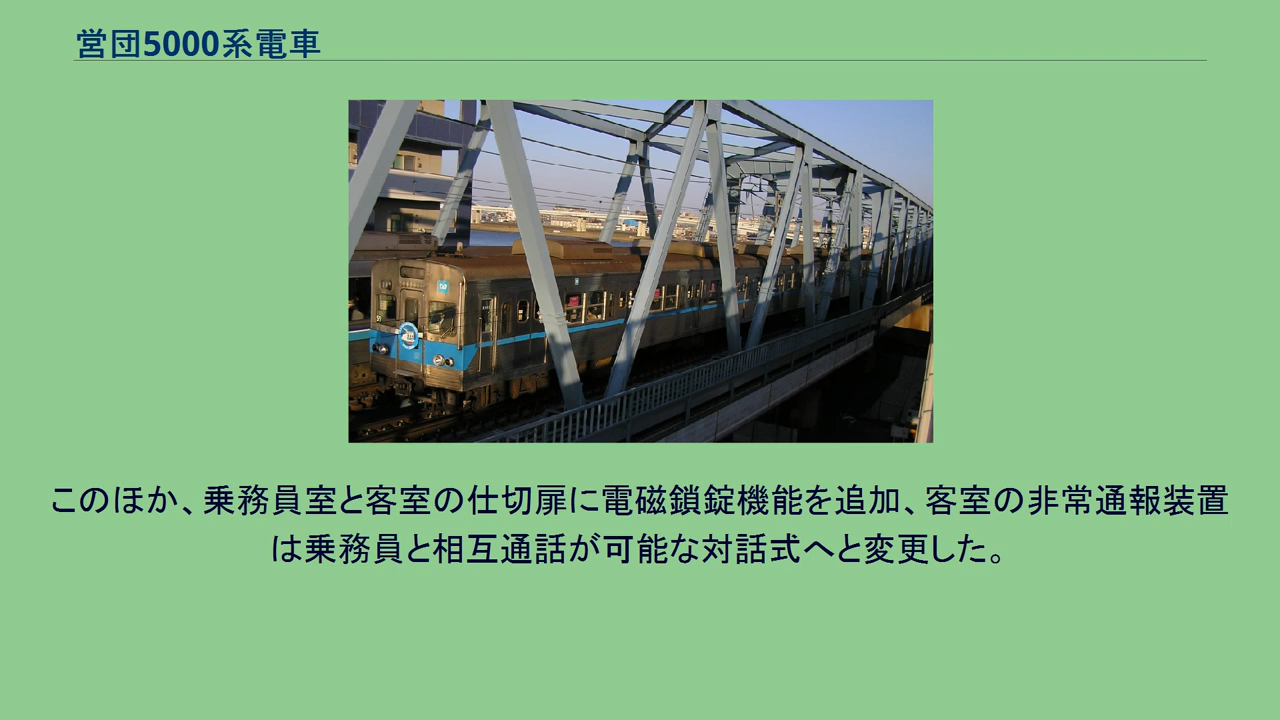 営団5000系電車
このほか、乗務員室と客室の仕切扉に電磁鎖錠機能を追加、客室の非常通報装置
は乗務員と相互通話が可能な対話式へと変更した。